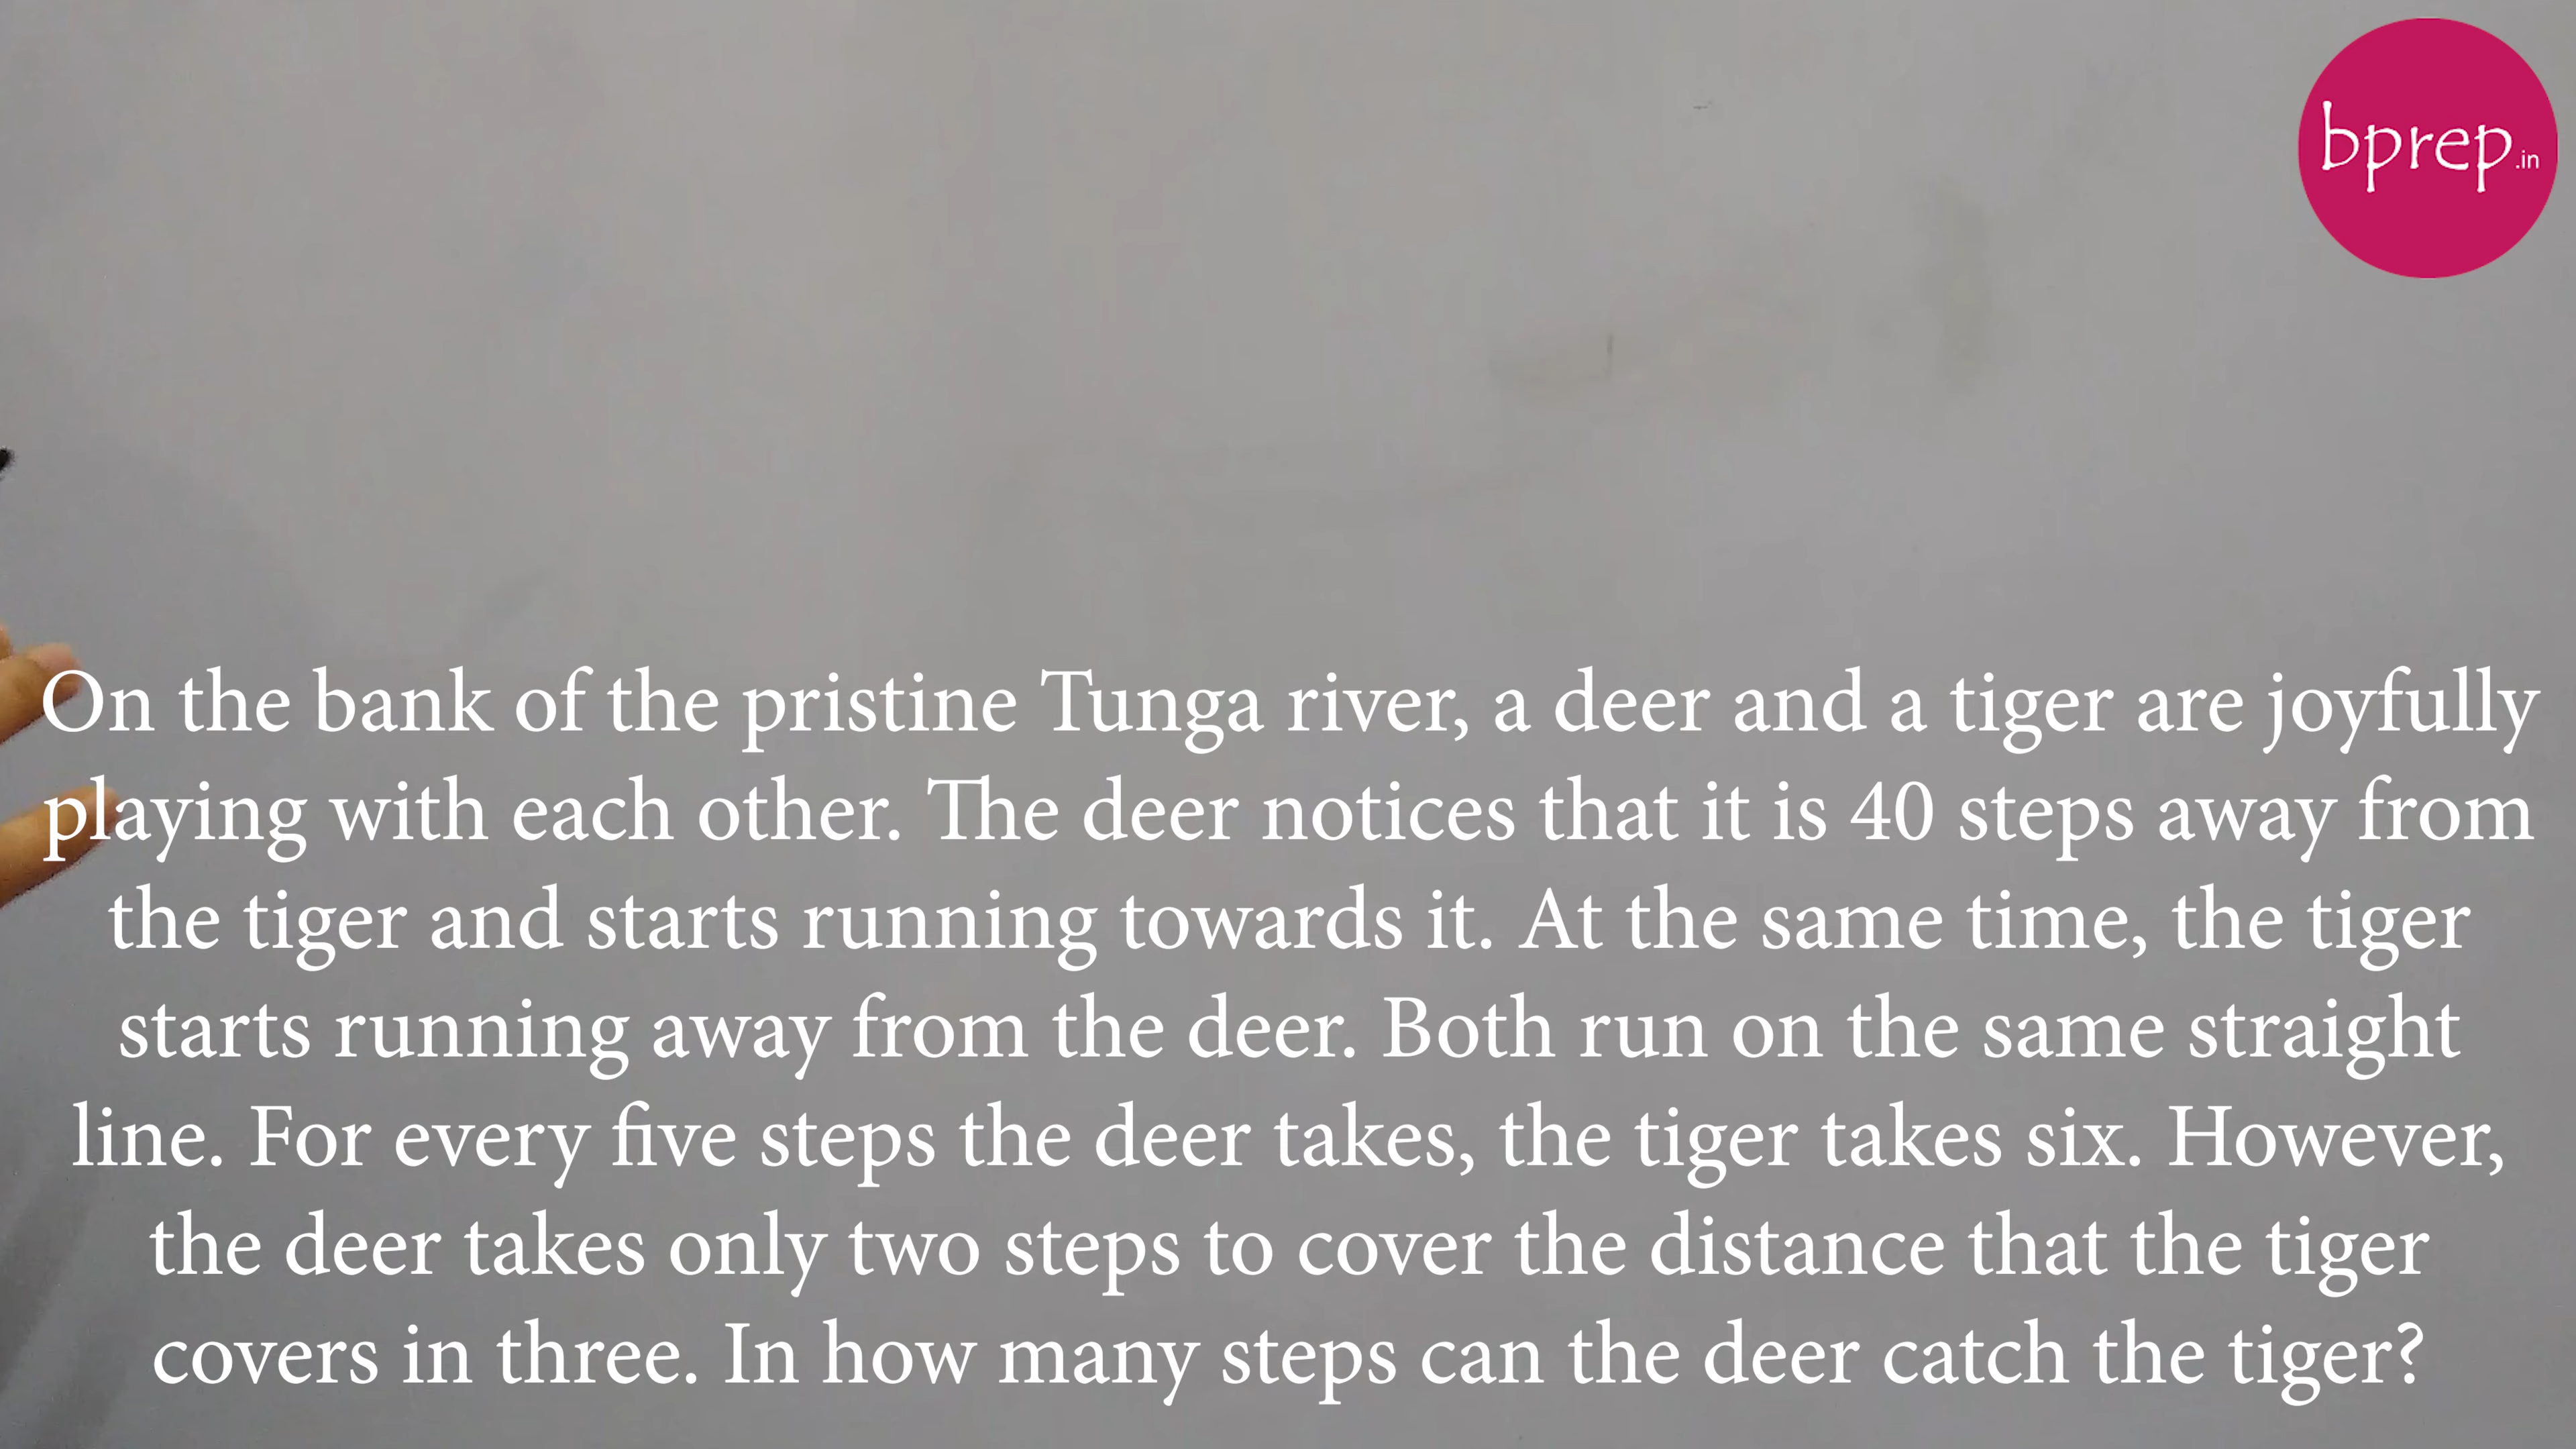 bprep.in
On the bank of the pristine Tunga river, a deer and a tiger are joyfully
playing with each other. The deer notices that it is 40 steps away from
the tiger and starts running towards it. At the same time, the tiger
starts running away from the deer. Both run on the same straight
line. For every five steps the deer takes, the tiger takes six. However,
the deer takes only two steps to cover the distance that the tiger
covers in three. In how many steps can the deer catch the tiger?